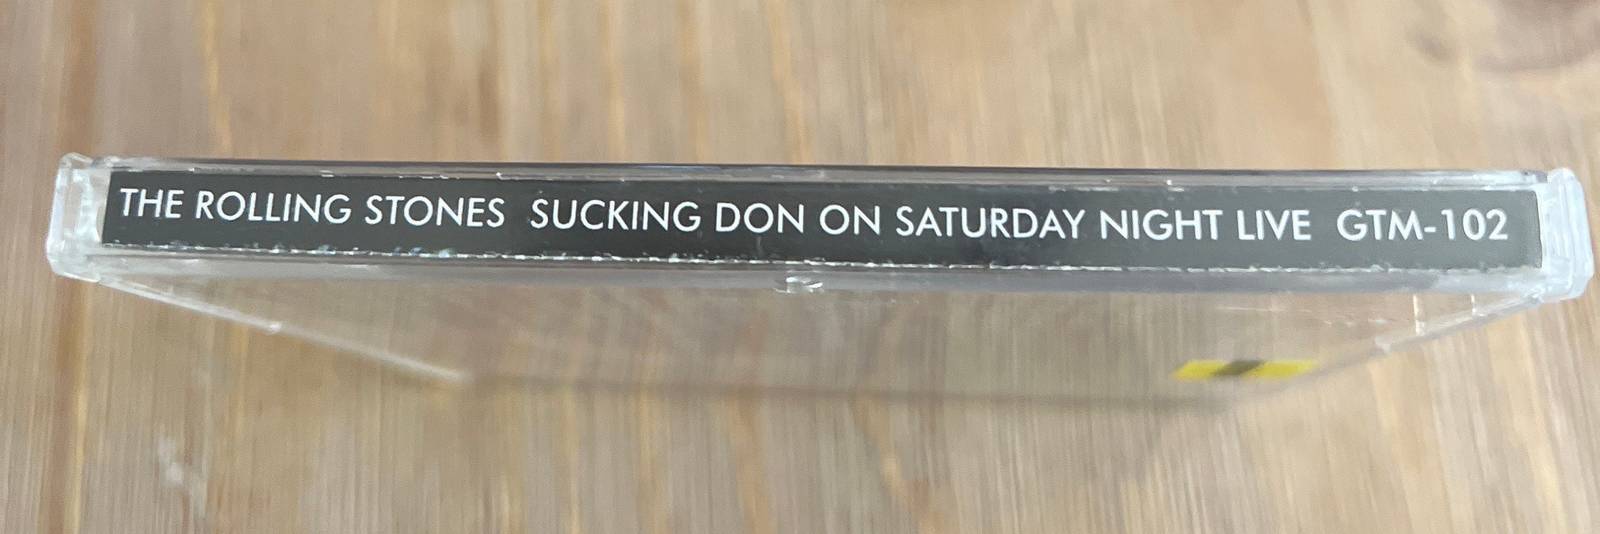 THE ROLLING STONES SUCKING DON ON SATURDAY NIGHT LIVE GTM-102